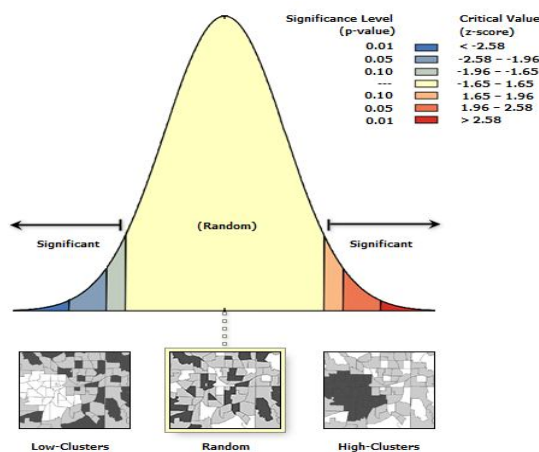 Significance Level Critical Value
(p-value) (z-score)
0.01 < -2.58
0.05 -2.58 – -1.96
0.10 -1.96 – -1.65
--- -1.65 – 1.65
0.10 1.65 – 1.96
0.05 1.96 – 2.58
0.01 > 2.58
(Random)
Significant Significant
Low-Clusters Random High-Clusters